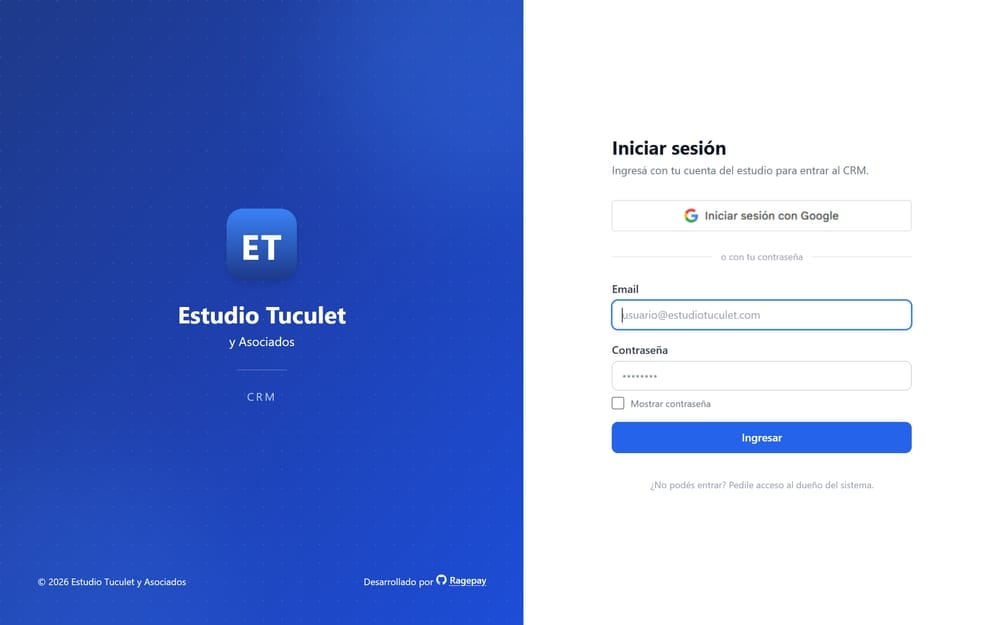 ET
Estudio Tuculet
y Asociados
CRM
© 2026 Estudio Tuculet y Asociados
Desarrollado por Ragepay
Iniciar sesión
Ingresá con tu cuenta del estudio para entrar al CRM.
Iniciar sesión con Google
o con tu contraseña
Email
usuario@estudiotuculet.com
Contraseña
••••••••
Mostrar contraseña
Ingresar
¿No podés entrar? Pedile acceso al dueño del sistema.